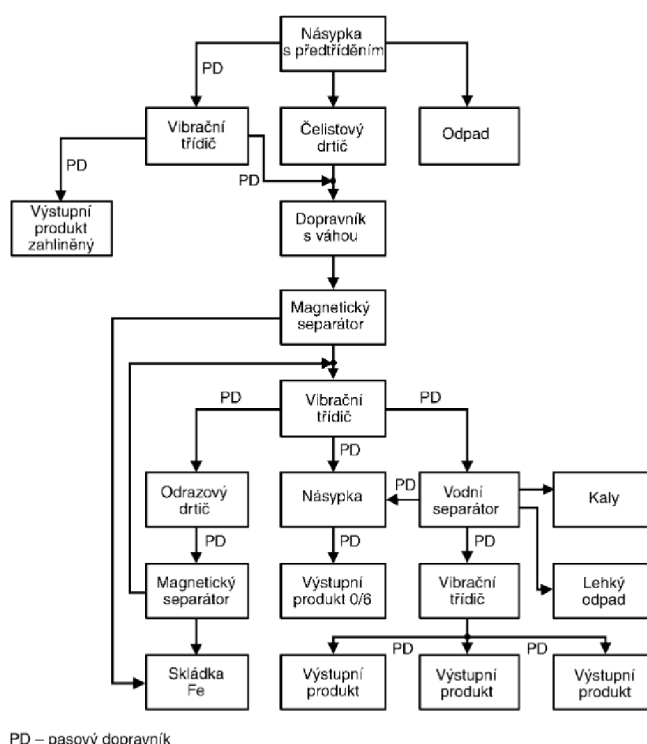 Násypka
s předtříděním
PD
Vibrační
třídič
Čelisťový
drtič
Odpad
PD
PD
Výstupní
produkt
zahliněný
Dopravník
s váhou
Magnetický
separátor
PD
Vibrační
třídič
PD
PD
Odrazový
drtič
Násypka
PD
Vodní
separátor
Kaly
PD
PD
PD
Magnetický
separátor
Výstupní
produkt 0/6
Vibrační
třídič
Lehký
odpad
Skládka
Fe
Výstupní
produkt
PD
Výstupní
produkt
PD
Výstupní
produkt
PD – pasový dopravník